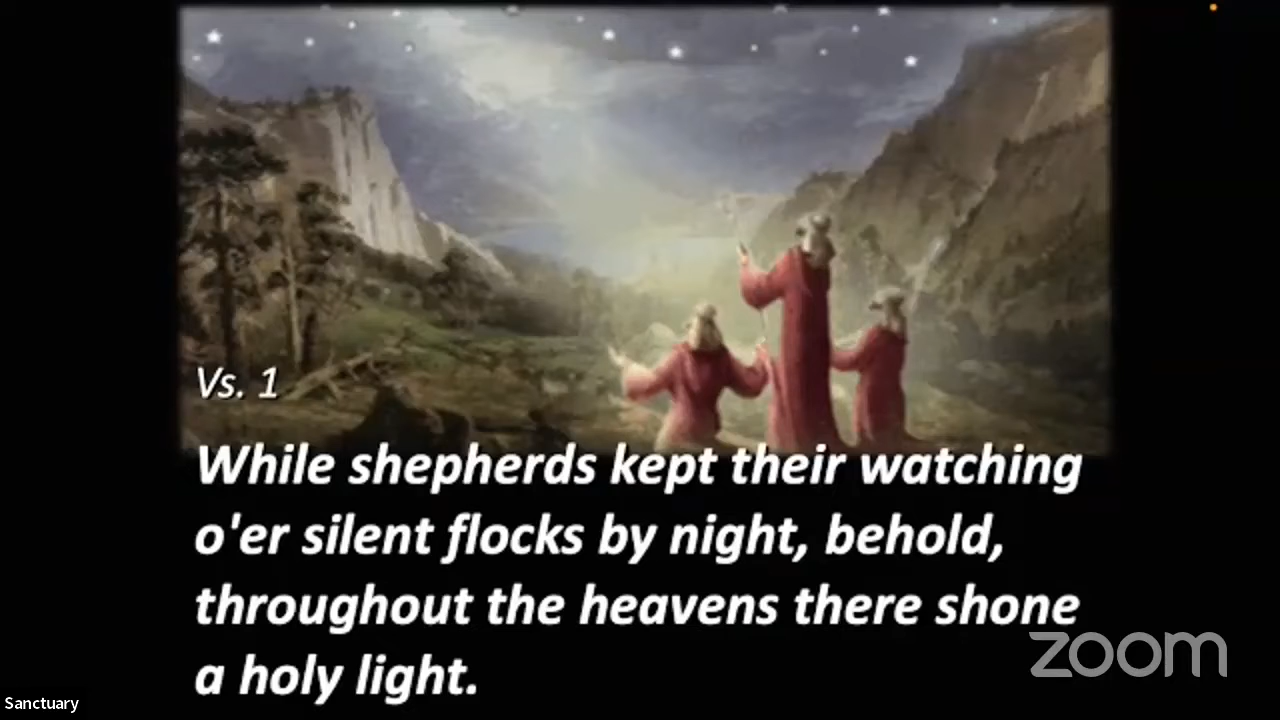 Vs. 1
While shepherds kept their watching
o'er silent flocks by night, behold,
throughout the heavens there shone
a holy light.
zoom
Sanctuary